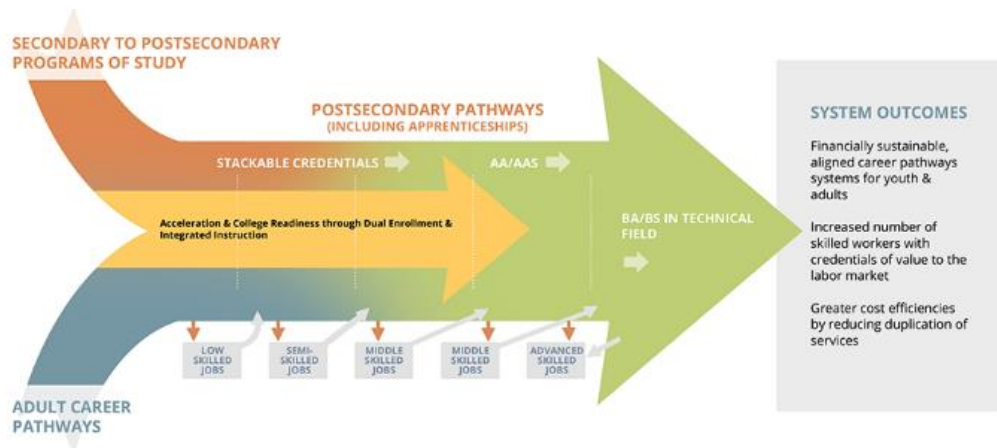 SECONDARY TO POSTSECONDARY
PROGRAMS OF STUDY
POSTSECONDARY PATHWAYS
(INCLUDING APPRENTICESHIPS)
STACKABLE CREDENTIALS
AA/AAS
Acceleration & College Readiness through Dual Enrollment &
Integrated Instruction
BA/BS IN TECHNICAL
FIELD
LOW
SKILLED
JOBS
SEMI-
SKILLED
JOBS
MIDDLE
SKILLED
JOBS
MIDDLE
SKILLED
JOBS
ADVANCED
SKILLED
JOBS
ADULT CAREER
PATHWAYS
SYSTEM OUTCOMES
Financially sustainable,
aligned career pathways
systems for youth &
adults
Increased number of
skilled workers with
credentials of value to the
labor market
Greater cost efficiencies
by reducing duplication of
services